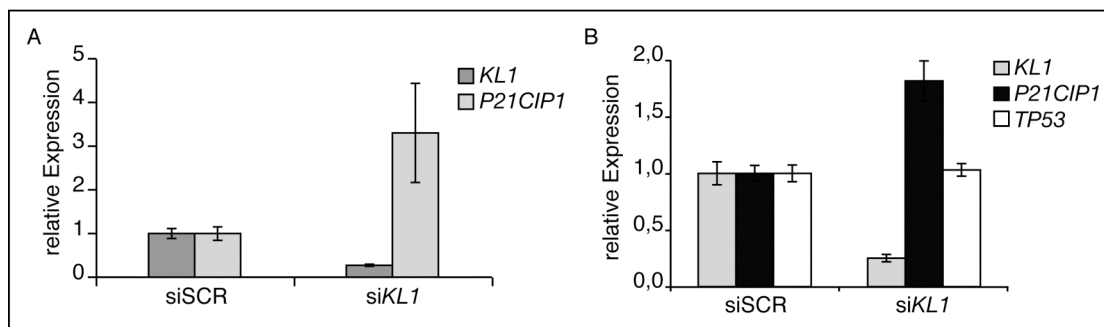 A
relative Expression
5
4
3
2
1
0
siSCR
siKL1
KL1
P21CIP1
B
relative Expression
2,0
1,5
1,0
0,5
0,0
siSCR
siKL1
KL1
P21CIP1
TP53